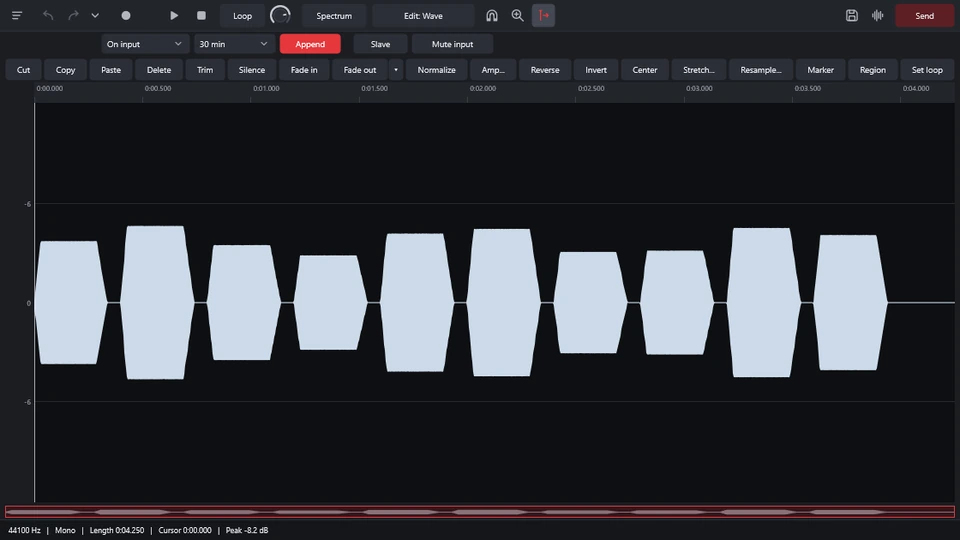 Loop Spectrum Edit: Wave Send
On input 30 min Append Slave Mute input
Cut Copy Paste Delete Trim Silence Fade in Fade out Normalize Amp... Reverse Invert Center Stretch... Resample... Marker Region Set loop
0:00.000 0:00.500 0:01.000 0:01.500 0:02.000 0:02.500 0:03.000 0:03.500 0:04.000
-6
0
-6
44100 Hz | Mono | Length 0:04.250 | Cursor 0:00.000 | Peak -8.2 dB